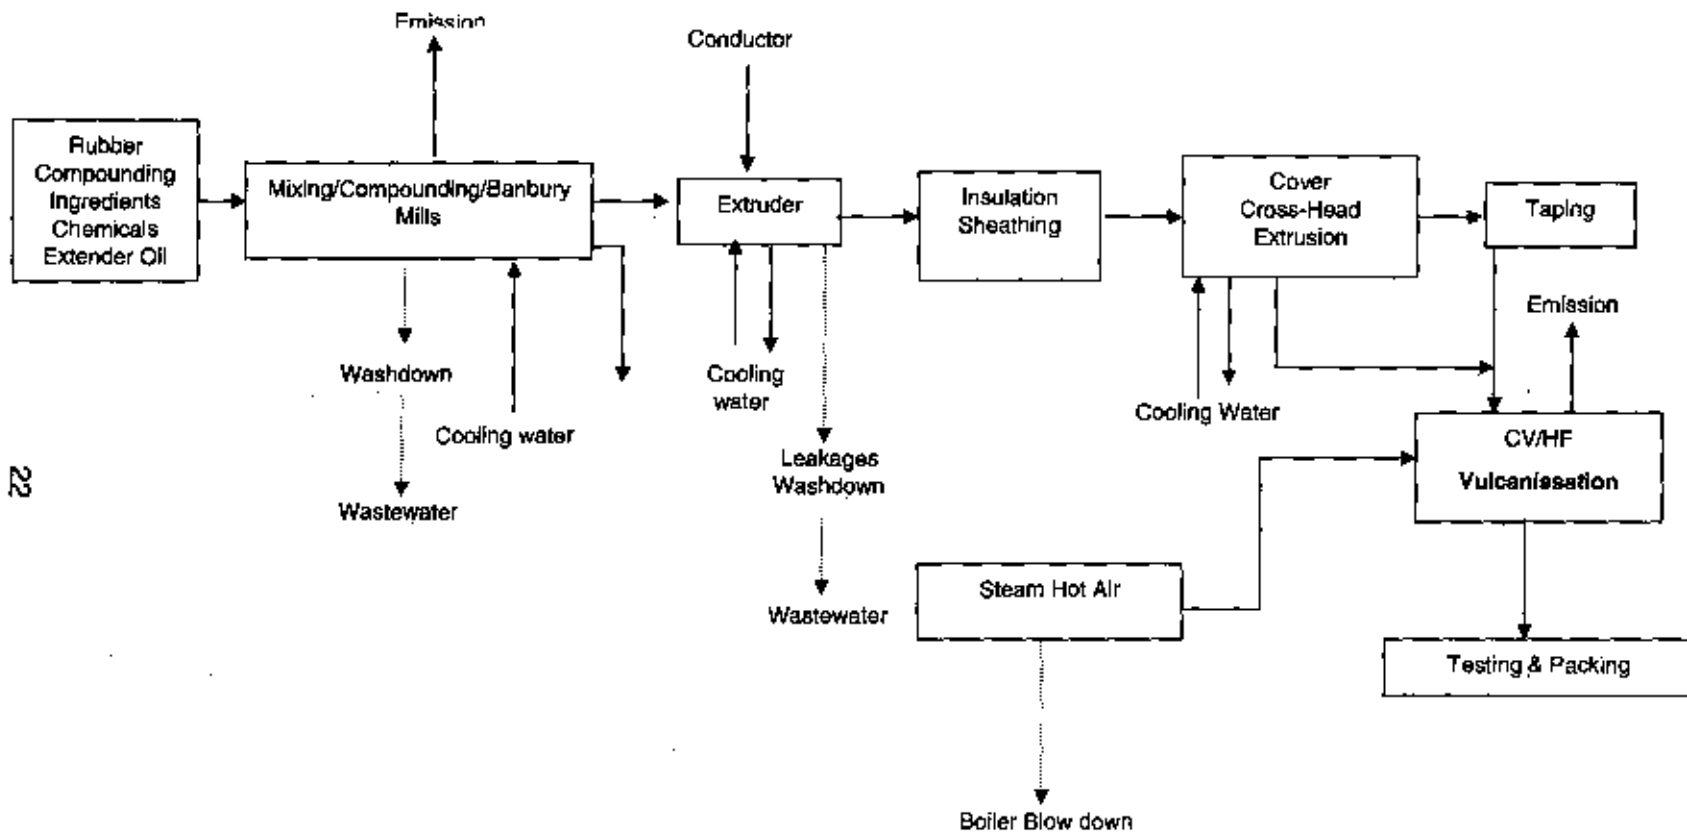 Emission
Conductor
Rubber
Compounding
Ingredients
Chemicals
Extender Oil
Mixing/Compounding/Banbury
Mills
Extruder
Insulation
Sheathing
Cover
Cross-Head
Extrusion
Taping
Emission
Washdown
Cooling
water
Cooling Water
Cooling water
CV/HF
Vulcanissation
Leakages
Washdown
22
Wastewater
Steam Hot Air
Wastewater
Testing & Packing
Boiler Blow down